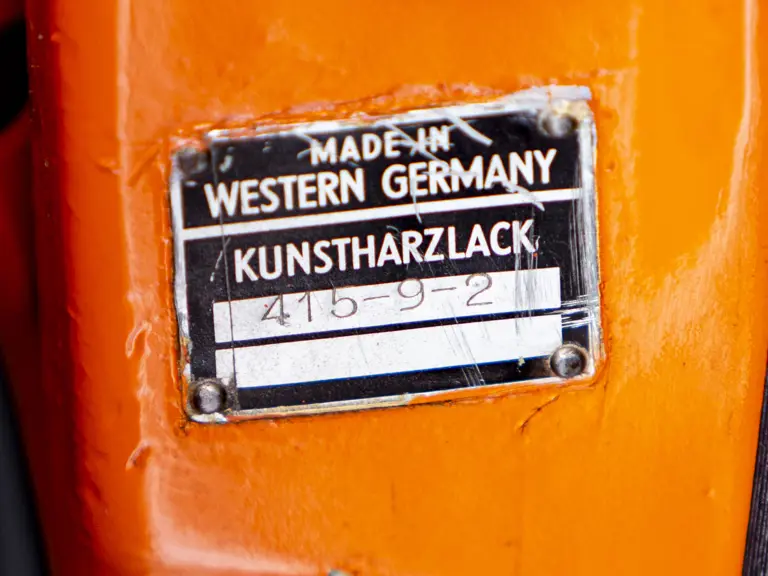 MADE IN
WESTERN GERMANY
KUNSTHARZLACK
415-9-2